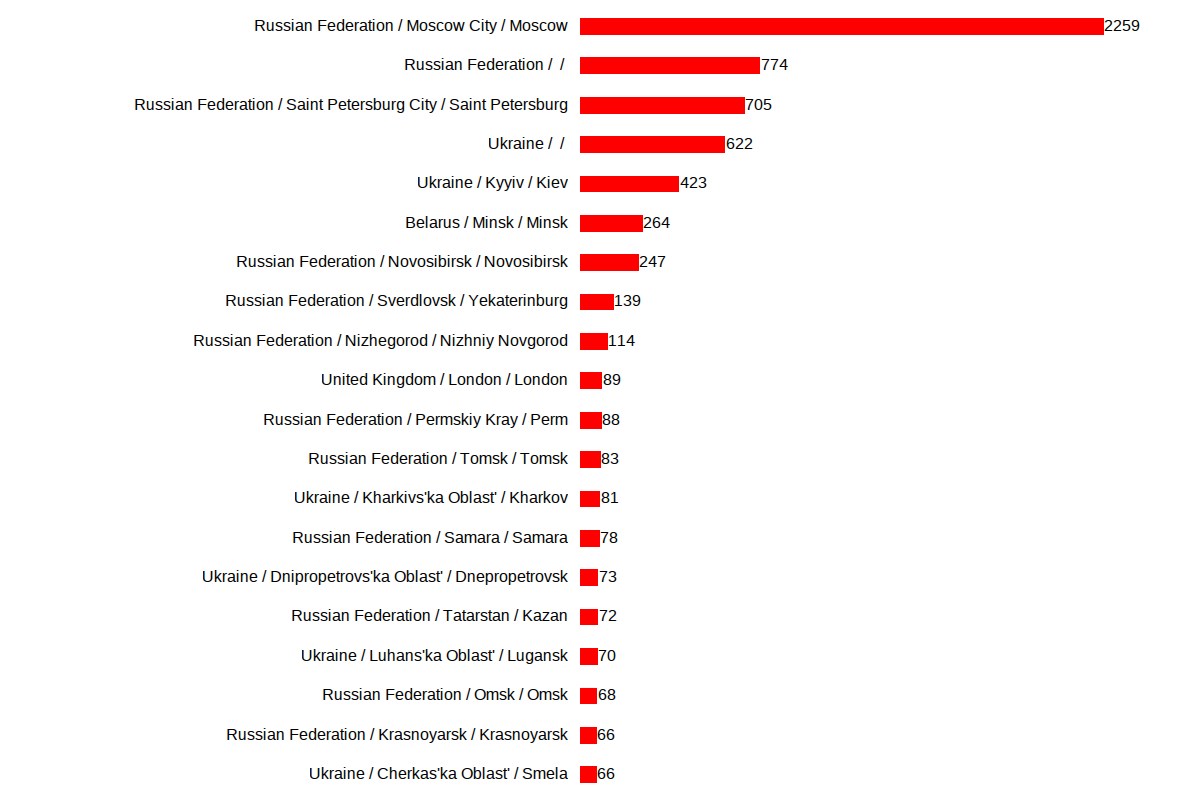 Russian Federation / Moscow City / Moscow 2259
Russian Federation / / 774
Russian Federation / Saint Petersburg City / Saint Petersburg 705
Ukraine / / 622
Ukraine / Kyyiv / Kiev 423
Belarus / Minsk / Minsk 264
Russian Federation / Novosibirsk / Novosibirsk 247
Russian Federation / Sverdlovsk / Yekaterinburg 139
Russian Federation / Nizhegorod / Nizhniy Novgorod 114
United Kingdom / London / London 89
Russian Federation / Permskiy Kray / Perm 88
Russian Federation / Tomsk / Tomsk 83
Ukraine / Kharkivs'ka Oblast' / Kharkov 81
Russian Federation / Samara / Samara 78
Ukraine / Dnipropetrovs'ka Oblast' / Dnepropetrovsk 73
Russian Federation / Tatarstan / Kazan 72
Ukraine / Luhans'ka Oblast' / Lugansk 70
Russian Federation / Omsk / Omsk 68
Russian Federation / Krasnoyarsk / Krasnoyarsk 66
Ukraine / Cherkas'ka Oblast' / Smela 66